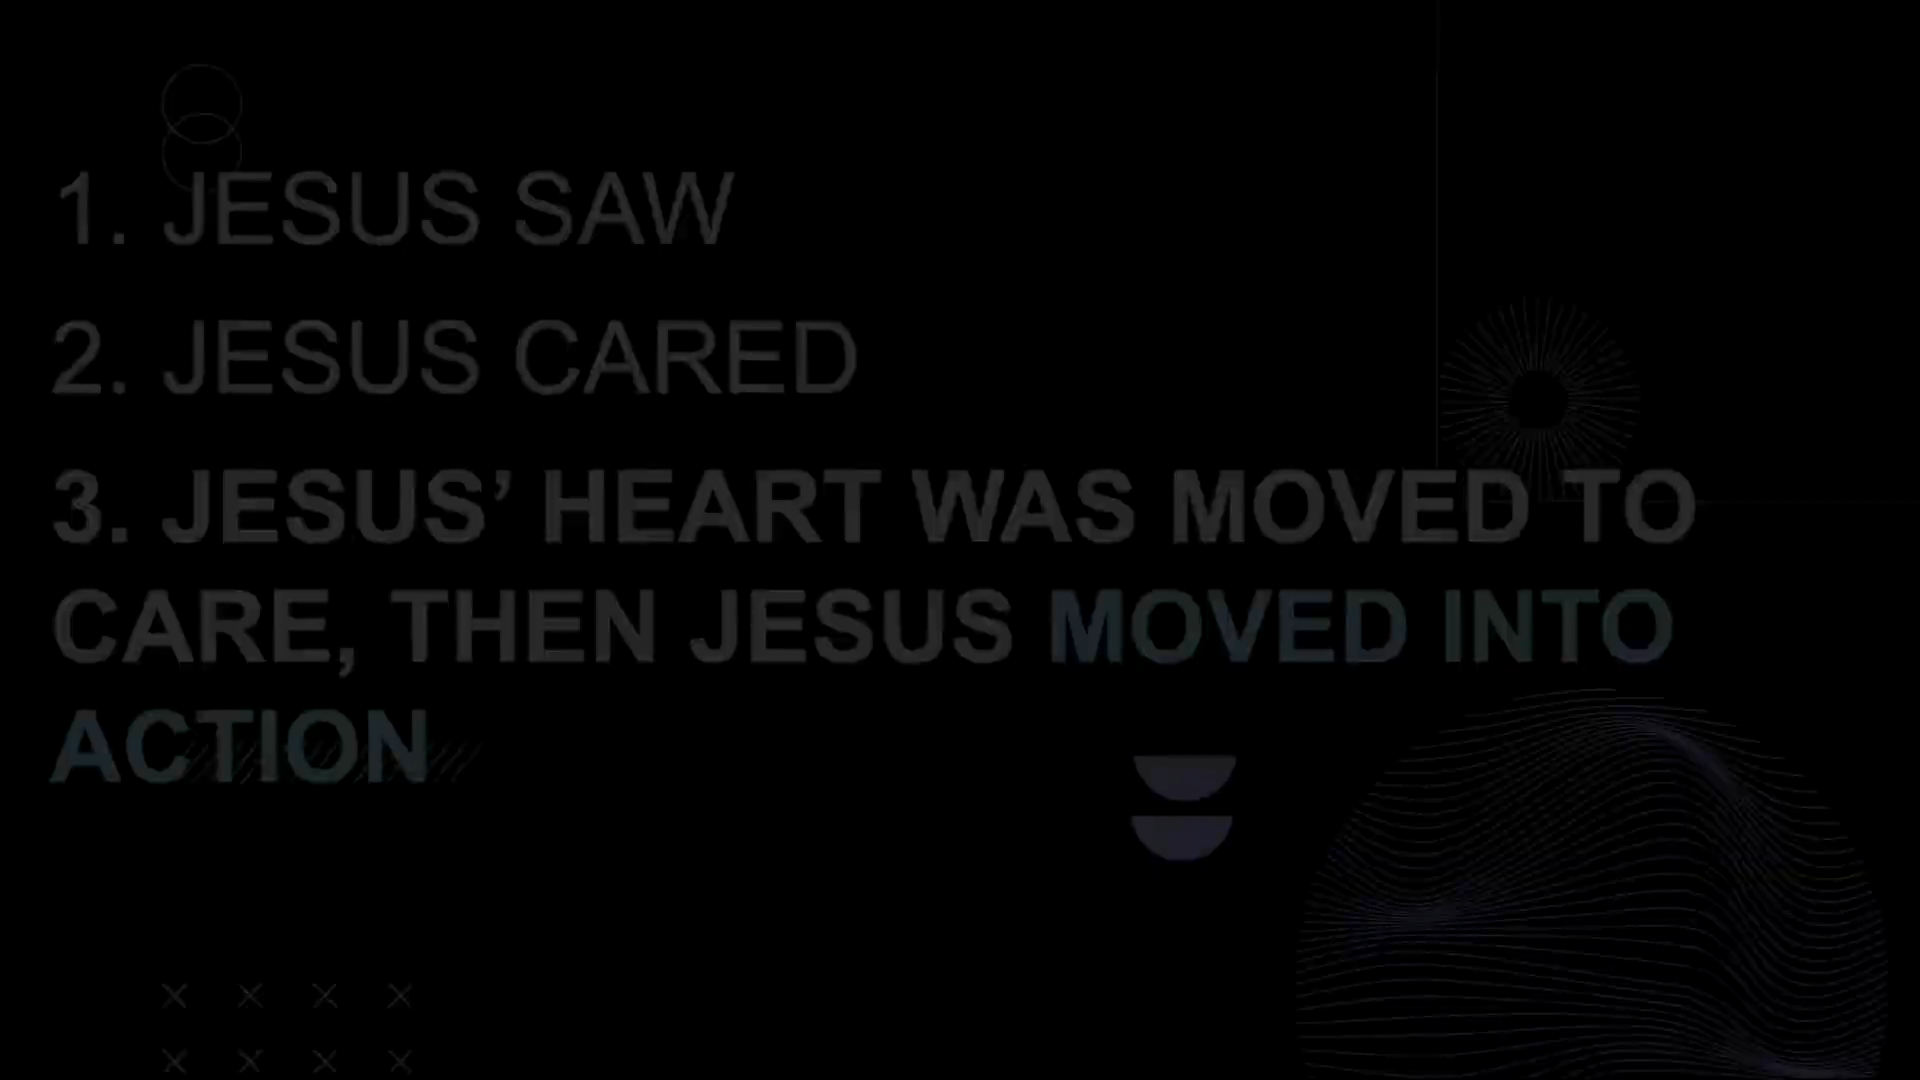 1. JESUS SAW
2. JESUS CARED
3. JESUS’ HEART WAS MOVED TO
CARE, THEN JESUS MOVED INTO
ACTION